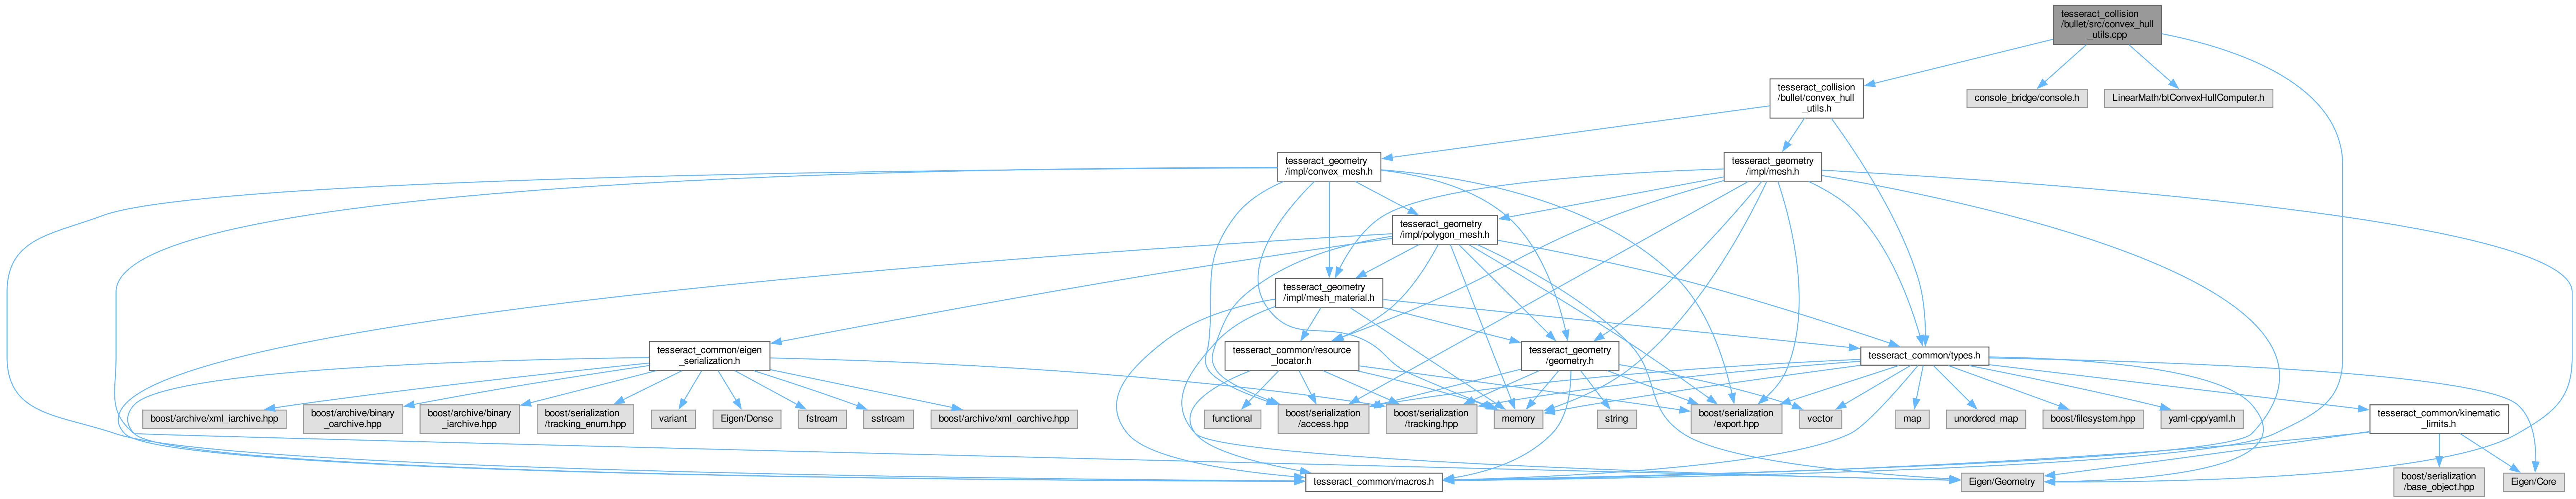 tesseract_collision
/bullet/src/convex_hull
_utils.cpp
tesseract_collision
/bullet/convex_hull
_utils.h
console_bridge/console.h
LinearMath/btConvexHullComputer.h
tesseract_geometry
/impl/convex_mesh.h
tesseract_geometry
/impl/mesh.h
tesseract_geometry
/impl/polygon_mesh.h
tesseract_geometry
/impl/mesh_material.h
tesseract_common/eigen
_serialization.h
tesseract_common/resource
_locator.h
tesseract_geometry
/geometry.h
tesseract_common/types.h
boost/archive/xml_iarchive.hpp
boost/archive/binary
_oarchive.hpp
boost/archive/binary
_iarchive.hpp
boost/serialization
/tracking_enum.hpp
variant
Eigen/Dense
fstream
sstream
boost/archive/xml_oarchive.hpp
functional
boost/serialization
/access.hpp
boost/serialization
/tracking.hpp
memory
string
boost/serialization
/export.hpp
vector
map
unordered_map
boost/filesystem.hpp
yaml-cpp/yaml.h
tesseract_common/kinematic
_limits.h
tesseract_common/macros.h
Eigen/Geometry
boost/serialization
/base_object.hpp
Eigen/Core